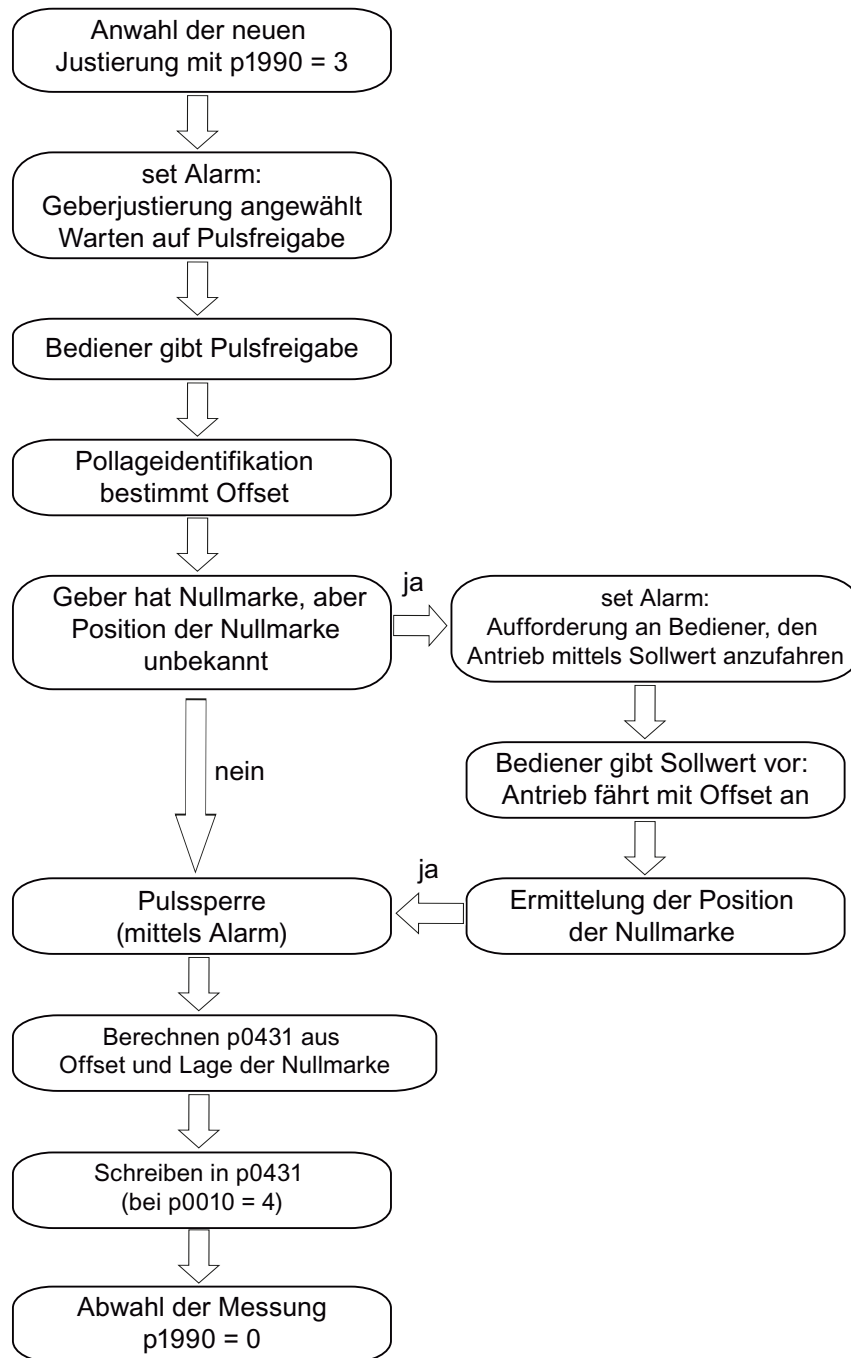 Anwahl der neuen
Justierung mit p1990 = 3
set Alarm:
Geberjustierung angewählt
Warten auf Pulsfreigabe
Bediener gibt Pulsfreigabe
Pollageidentifikation
bestimmt Offset
Geber hat Nullmarke, aber
Position der Nullmarke
unbekannt
ja
set Alarm:
Aufforderung an Bediener, den
Antrieb mittels Sollwert anzufahren
nein
Bediener gibt Sollwert vor:
Antrieb fährt mit Offset an
Ermittelung der Position
der Nullmarke
ja
Pulssperre
(mittels Alarm)
Berechnen p0431 aus
Offset und Lage der Nullmarke
Schreiben in p0431
(bei p0010 = 4)
Abwahl der Messung
p1990 = 0